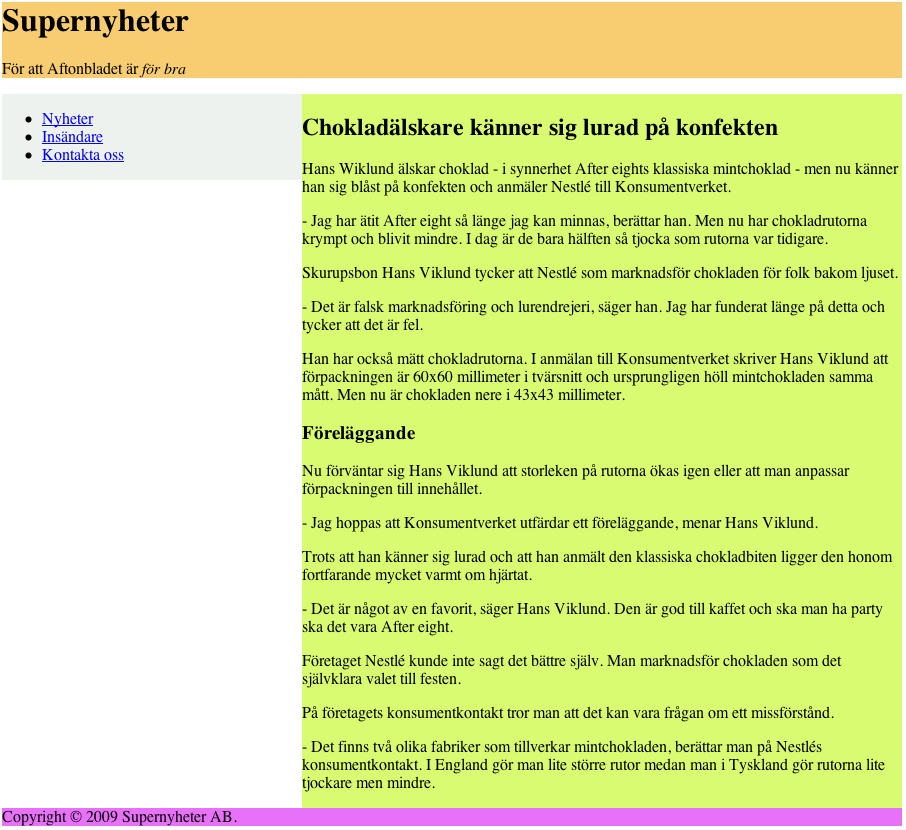 Supernyheter
För att Aftonbladet är för bra
Nyheter
Insändare
Kontakta oss
Chokladälskare känner sig lurad på konfekten
Hans Wiklund älskar choklad - i synnerhet After eights klassiska mintchoklad - men nu känner
han sig blåst på konfekten och anmäler Nestlé till Konsumentverket.
- Jag har ätit After eight så länge jag kan minnas, berättar han. Men nu har chokladrutorna
krympt och blivit mindre. I dag är de bara hälften så tjocka som rutorna var tidigare.
Skurupsbon Hans Viklund tycker att Nestlé som marknadsför chokladen för folk bakom ljuset.
- Det är falsk marknadsföring och lurendrejeri, säger han. Jag har funderat länge på detta och
tycker att det är fel.
Han har också mätt chokladrutorna. I anmälan till Konsumentverket skriver Hans Viklund att
förpackningen är 60x60 millimeter i tvärsnitt och ursprungligen höll mintchokladen samma
mått. Men nu är chokladen nere i 43x43 millimeter.
Föreläggande
Nu förväntar sig Hans Viklund att storleken på rutorna ökas igen eller att man anpassar
förpackningen till innehållet.
- Jag hoppas att Konsumentverket utfärdar ett föreläggande, menar Hans Viklund.
Trots att han känner sig lurad och att han anmält den klassiska chokladbiten ligger den honom
fortfarande mycket varmt om hjärtat.
- Det är något av en favorit, säger Hans Viklund. Den är god till kaffet och ska man ha party
ska det vara After eight.
Företaget Nestlé kunde inte sagt det bättre själv. Man marknadsför chokladen som det
självklara valet till festen.
På företagets konsumentkontakt tror man att det kan vara frågan om ett missförstånd.
- Det finns två olika fabriker som tillverkar mintchokladen, berättar man på Nestlés
konsumentkontakt. I England gör man lite större rutor medan man i Tyskland gör rutorna lite
tjockare men mindre.
Copyright © 2009 Supernyheter AB.